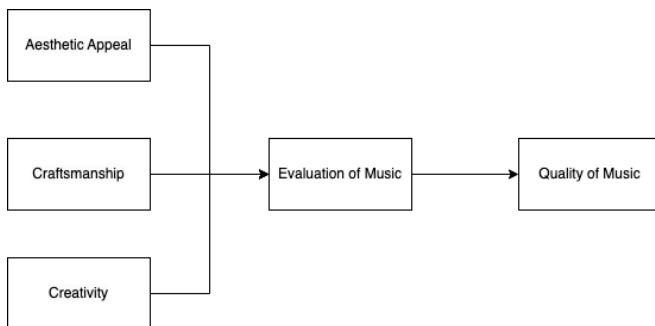 Aesthetic Appeal
Craftsmanship
Evaluation of Music
Quality of Music
Creativity